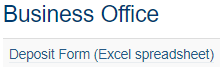 Business Office
Deposit Form (Excel spreadsheet)